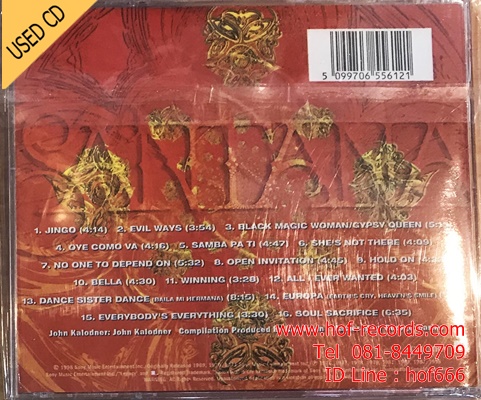 USED CD
5 099706 556121
SANTANA
1. JINGO (4:14) 2. EVIL WAYS (3:54) 3. BLACK MAGIC WOMAN/GYPSY QUEEN
4. OYE COMO VA (4:16) 5. SAMBA PA TI (4:47) 6. SHE'S NOT THERE (4:09)
7. NO ONE TO DEPEND ON (5:32) 8. OPEN INVITATION (4:45) 9. HOLD ON
10. BELLA (4:30) 11. WINNING (3:28) 12. ALL I EVER WANTED (4:03)
13. DANCE SISTER DANCE (BAILA MI HERMANA) (8:15) 14. EUROPA (EARTH'S CRY, HEAVEN'S SMILE)
15. EVERYBODY'S EVERYTHING (3:30) 16. SOUL SACRIFICE (6:35)
John Kalodner: John Kalodner Compilation Produced
www.hof-records.com
Tel 081-8449709
ID Line : hof666